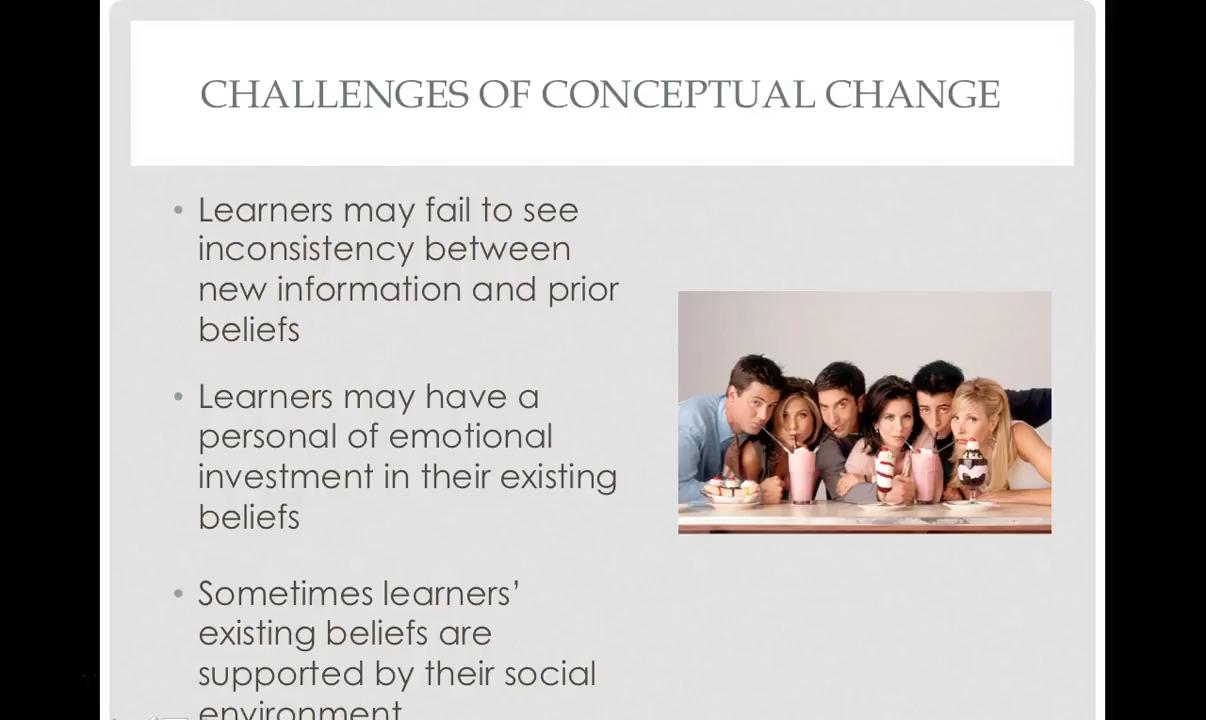 CHALLENGES OF CONCEPTUAL CHANGE
• Learners may fail to see
inconsistency between
new information and prior
beliefs
• Learners may have a
personal of emotional
investment in their existing
beliefs
• Sometimes learners’
existing beliefs are
supported by their social
environment